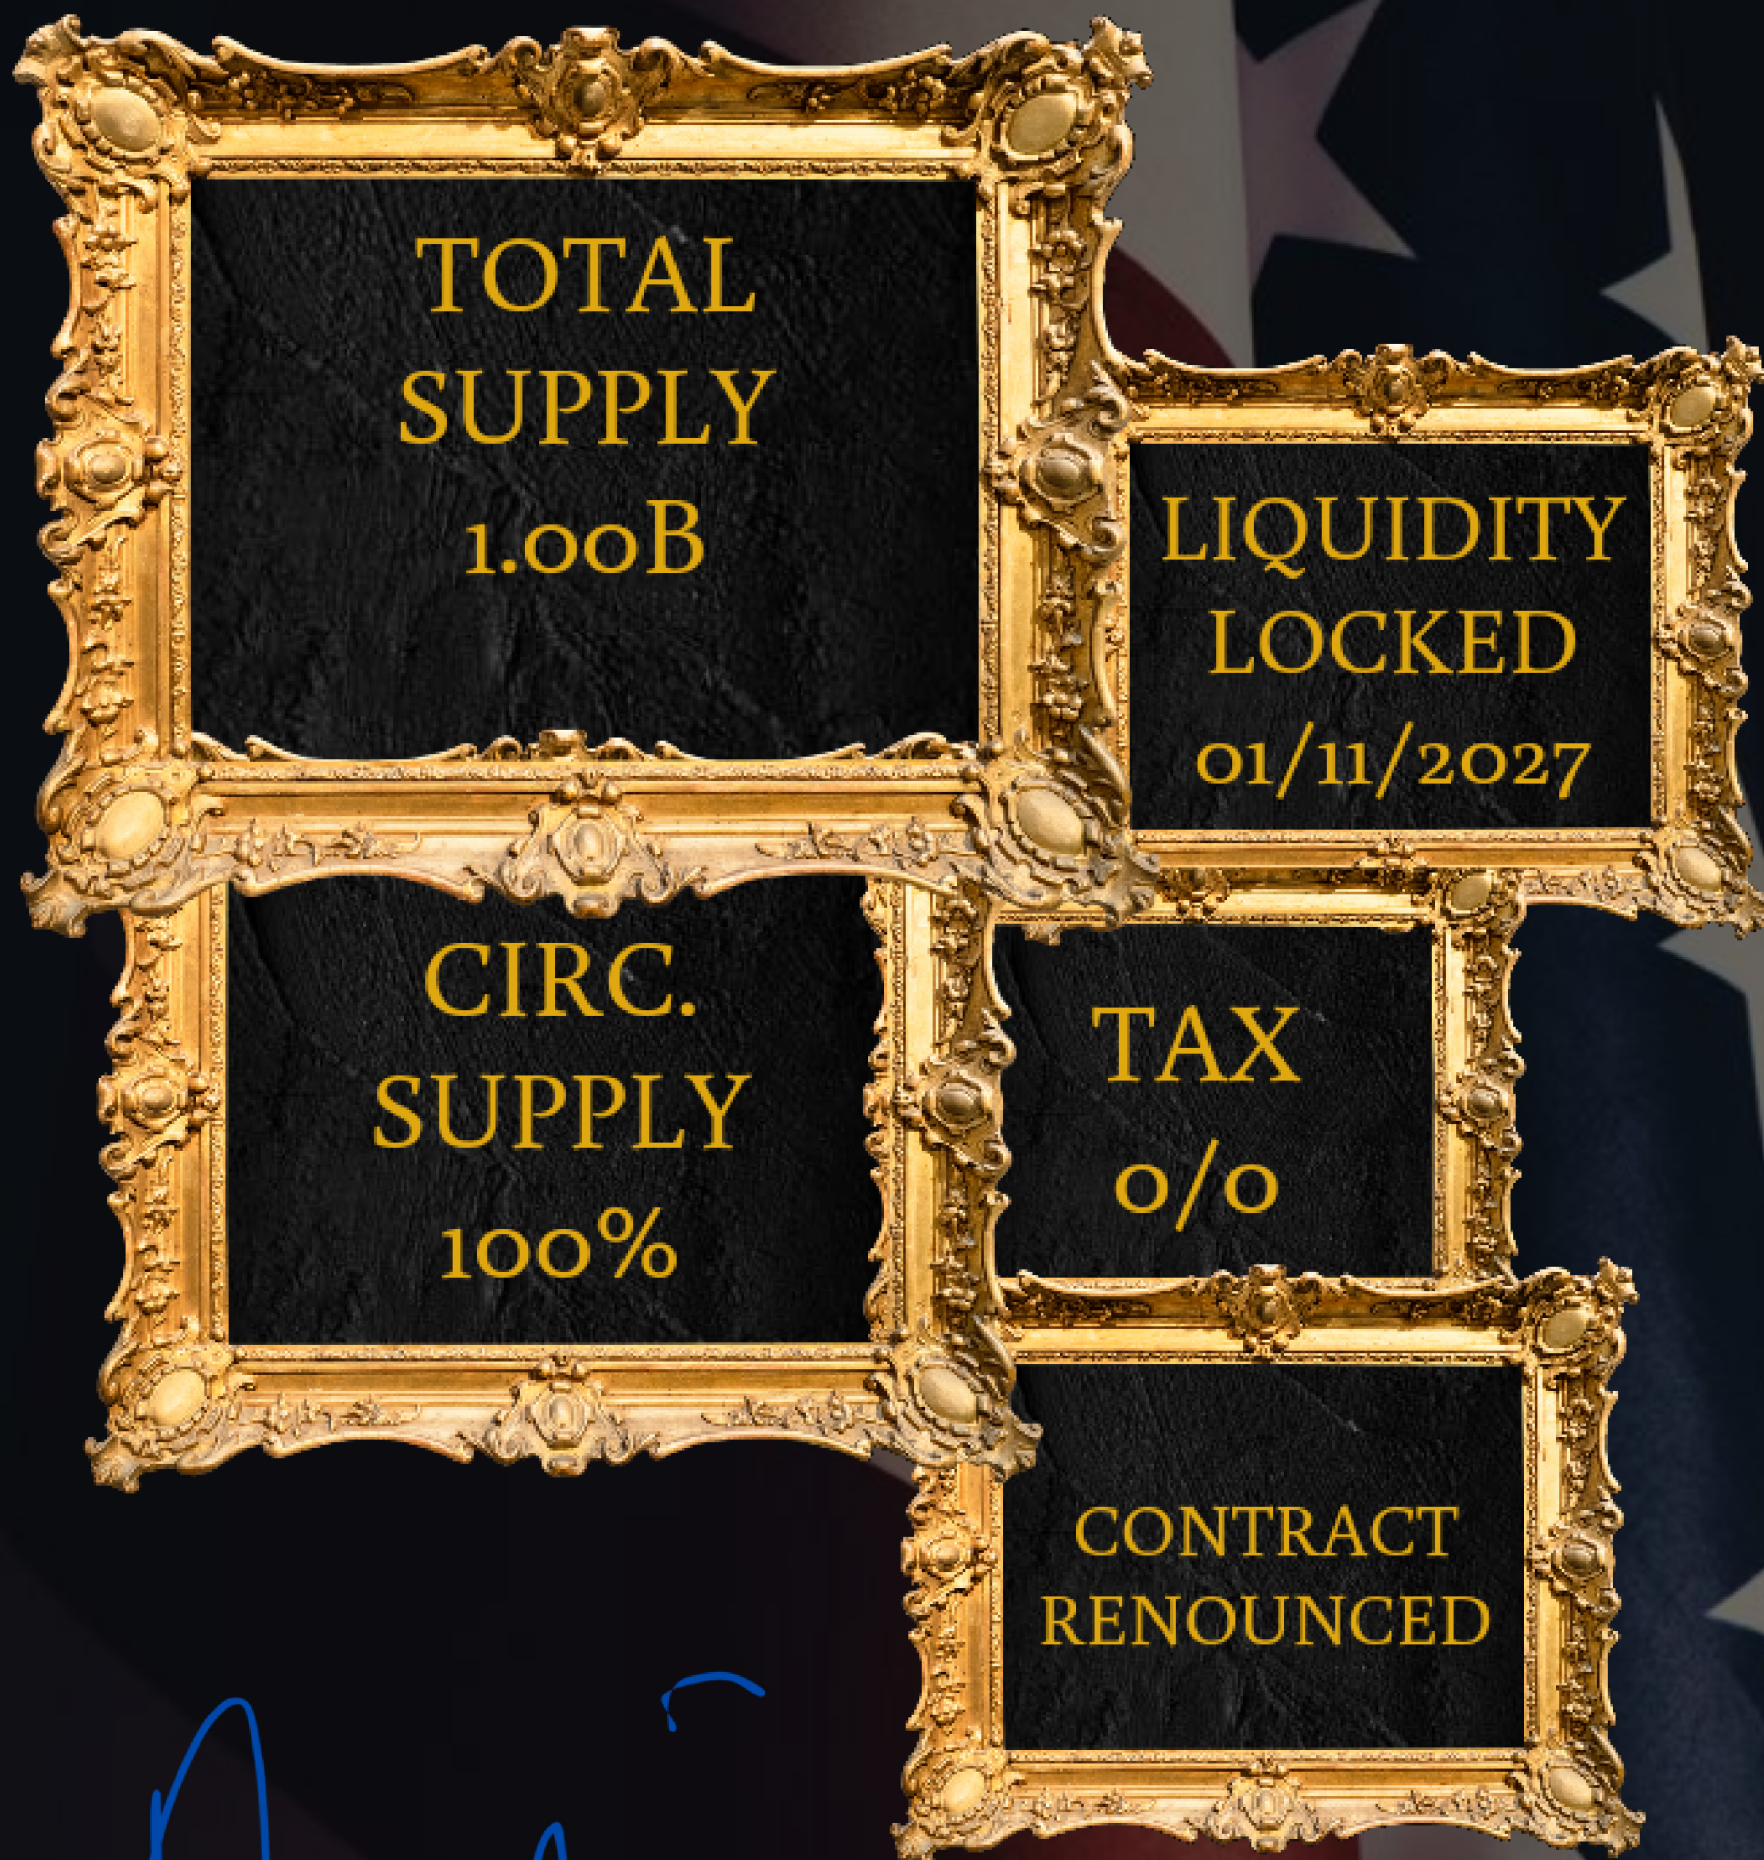 TOTAL
SUPPLY
1.00B
LIQUIDITY
LOCKED
01/11/2027
CIRC.
SUPPLY
100%
TAX
0/0
CONTRACT
RENOUNCED